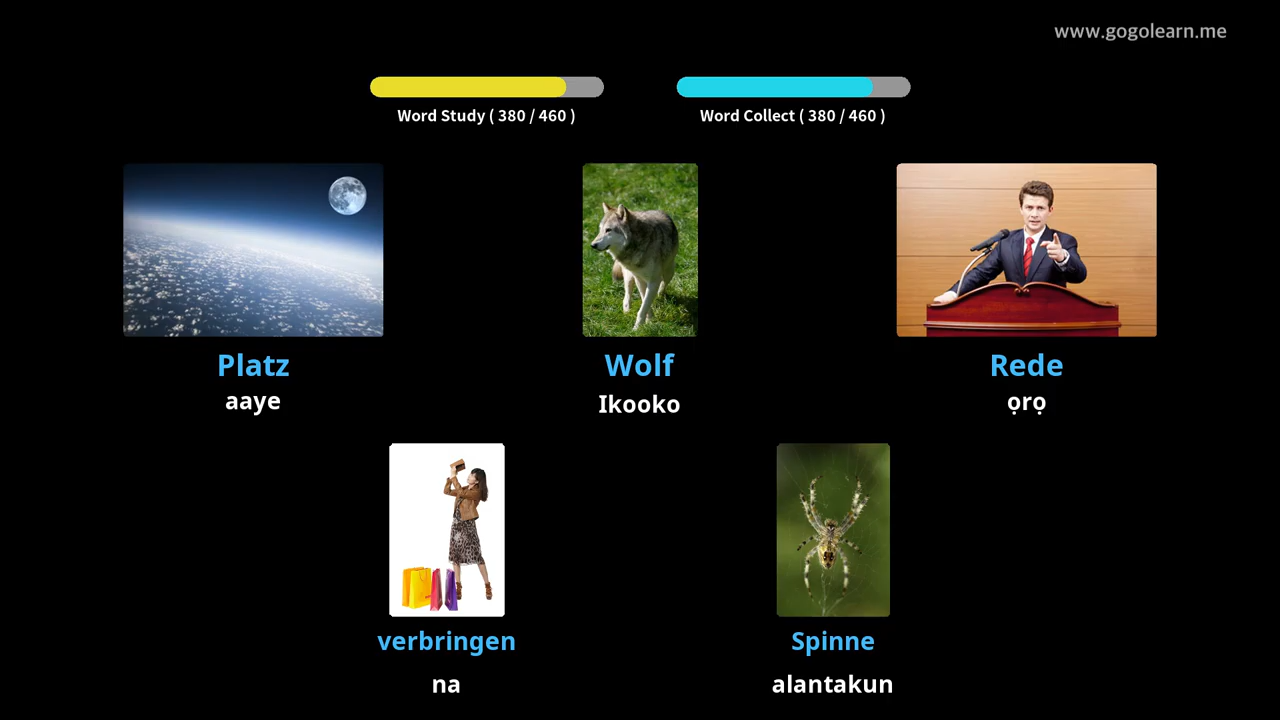 www.gogolearn.me
Word Study ( 380 / 460 )
Word Collect ( 380 / 460 )
Platz
Wolf
Rede
aaye
Ikooko
ọrọ
verbringen
Spinne
na
alantakun